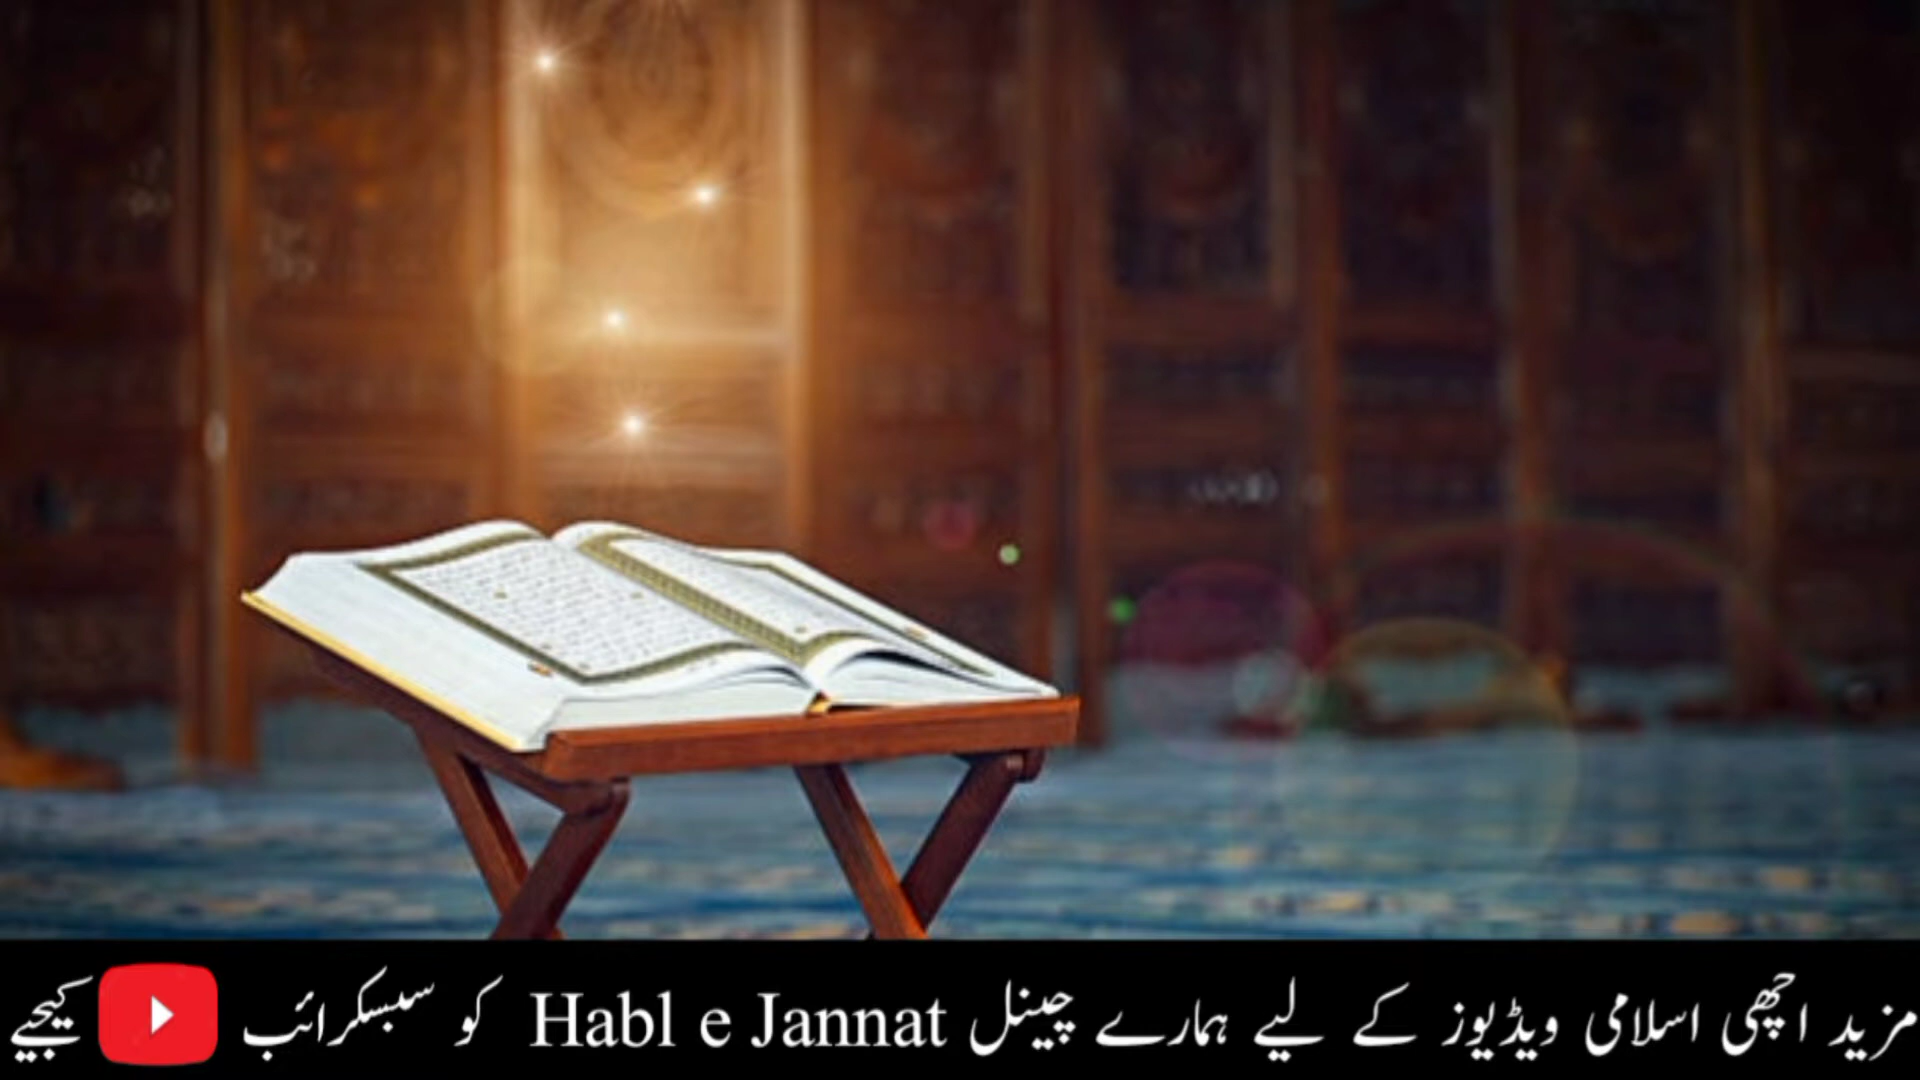 مزید اچھی اسلامی ویڈیوز کے لیے ہمارے چینل Habl e Jannat کو سبسکرائب کیجیے